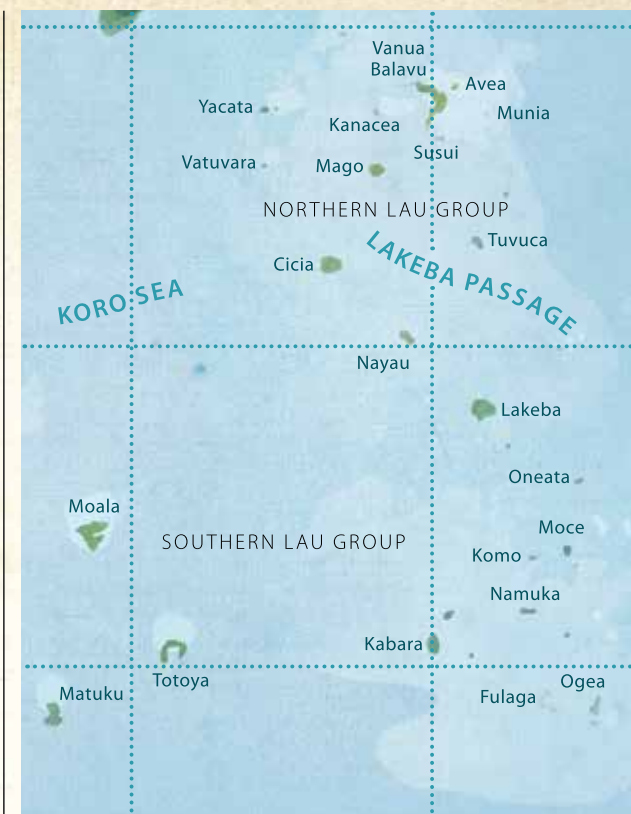 Vanua
Balavu
Avea
Yacata
Munia
Kanacea
Susui
Vatuvara
Mago
NORTHERN LAU GROUP
Tuvuca
LAKEBA PASSAGE
Cicia
KORO SEA
Nayau
Lakeba
Oneata
Moala
Moce
SOUTHERN LAU GROUP
Komo
Namuka
Kabara
Totoya
Ogea
Matuku
Fulaga